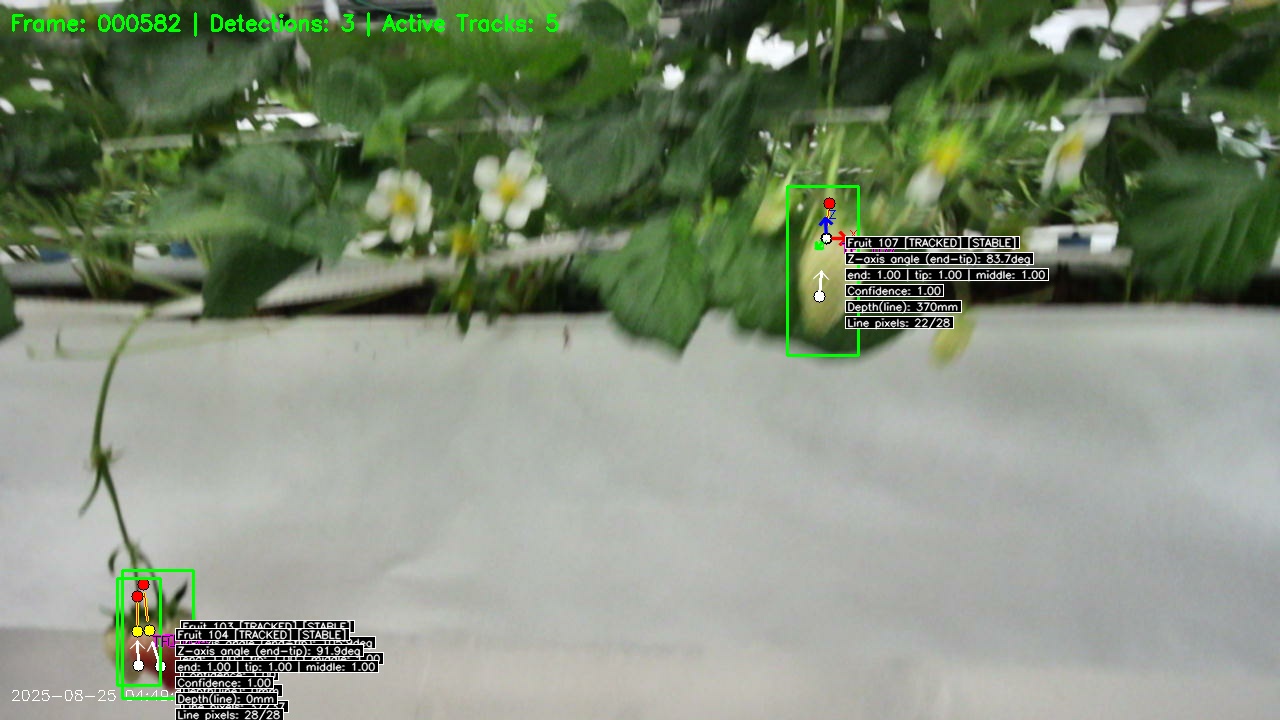 Frame: 000582 | Detections: 3 | Active Tracks: 5
Z
Fruit 107 [TRACKED] [STABLE]
Z-axis angle (end-tip): 83.7deg
end: 1.00 | tip: 1.00 | middle: 1.00
Confidence: 1.00
Depth(line): 370mm
Line pixels: 22/28
Fruit 103 [TRACKED] [STABLE]
Fruit 104 [TRACKED] [STABLE]
Z-axis angle (end-tip): 91.9deg
end: 1.00 | tip: 1.00 | middle: 1.00
Confidence: 1.00
Depth(line): 0mm
Line pixels: 28/28
2025-08-25